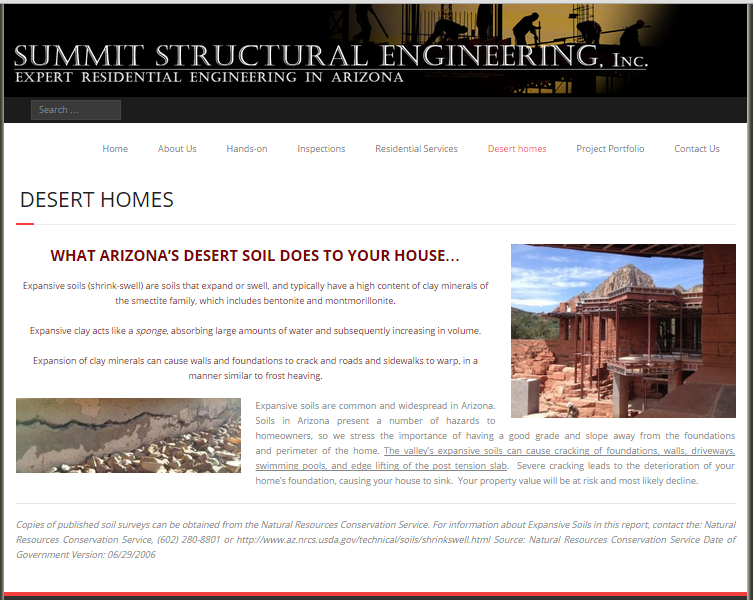 SUMMIT STRUCTURAL ENGINEERING, INC.
EXPERT RESIDENTIAL ENGINEERING IN ARIZONA
Search ...
Home About Us Hands-on Inspections Residential Services Desert homes Project Portfolio Contact Us
DESERT HOMES
WHAT ARIZONA'S DESERT SOIL DOES TO YOUR HOUSE...
Expansive soils (shrink-swell) are soils that expand or swell, and typically have a high content of clay minerals of
the smectite family, which includes bentonite and montmorillonite.
Expansive clay acts like a sponge, absorbing large amounts of water and subsequently increasing in volume.
Expansion of clay minerals can cause walls and foundations to crack and roads and sidewalks to warp, in a
manner similar to frost heaving.
Expansive soils are common and widespread in Arizona.
Soils in Arizona present a number of hazards to
homeowners, so we stress the importance of having a good grade and slope away from the foundations
and perimeter of the home. The valley's expansive soils can cause cracking of foundations, walls, driveways,
swimming pools, and edge lifting of the post tension slab. Severe cracking leads to the deterioration of your
home's foundation, causing your house to sink. Your property value will be at risk and most likely decline.
Copies of published soil surveys can be obtained from the Natural Resources Conservation Service. For information about Expansive Soils in this report, contact the: Natural
Resources Conservation Service, (602) 280-8801 or http://www.az.nrcs.usda.gov/technical/soils/shrinkswell.html Source: Natural Resources Conservation Service Date of
Government Version: 06/29/2006